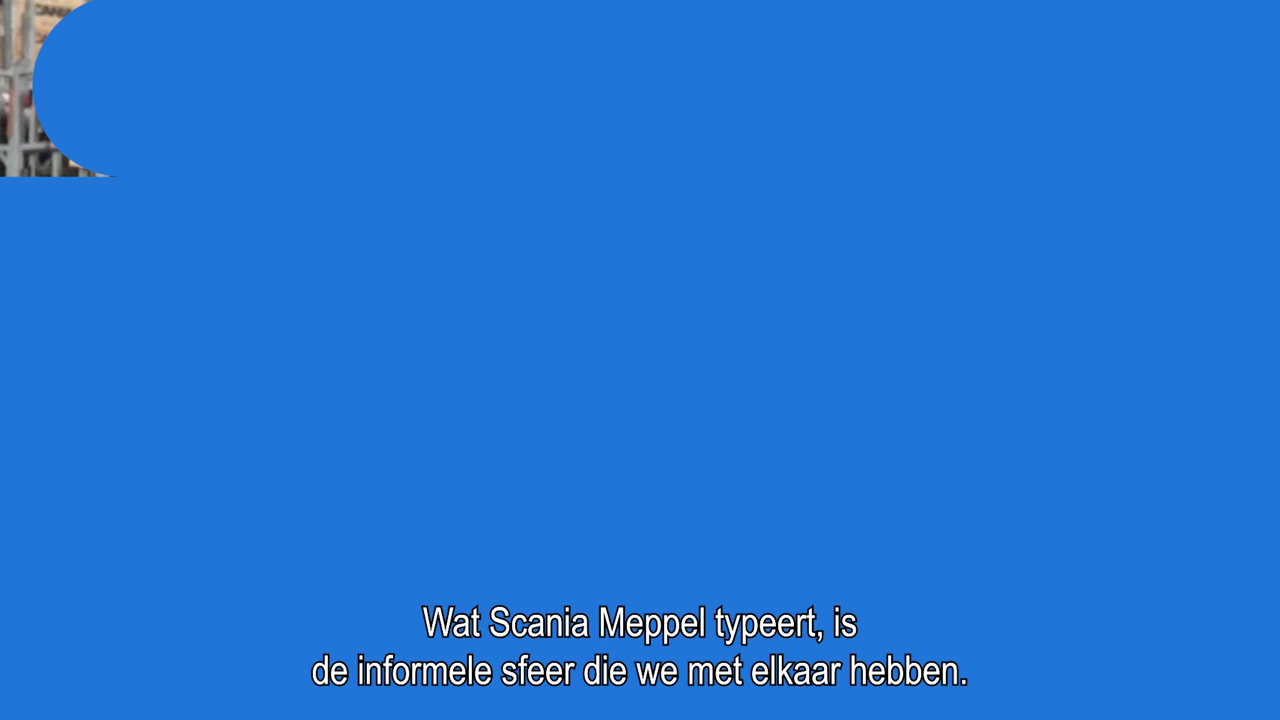 Wat Scania Meppel typeert, is
de informele sfeer die we met elkaar hebben.